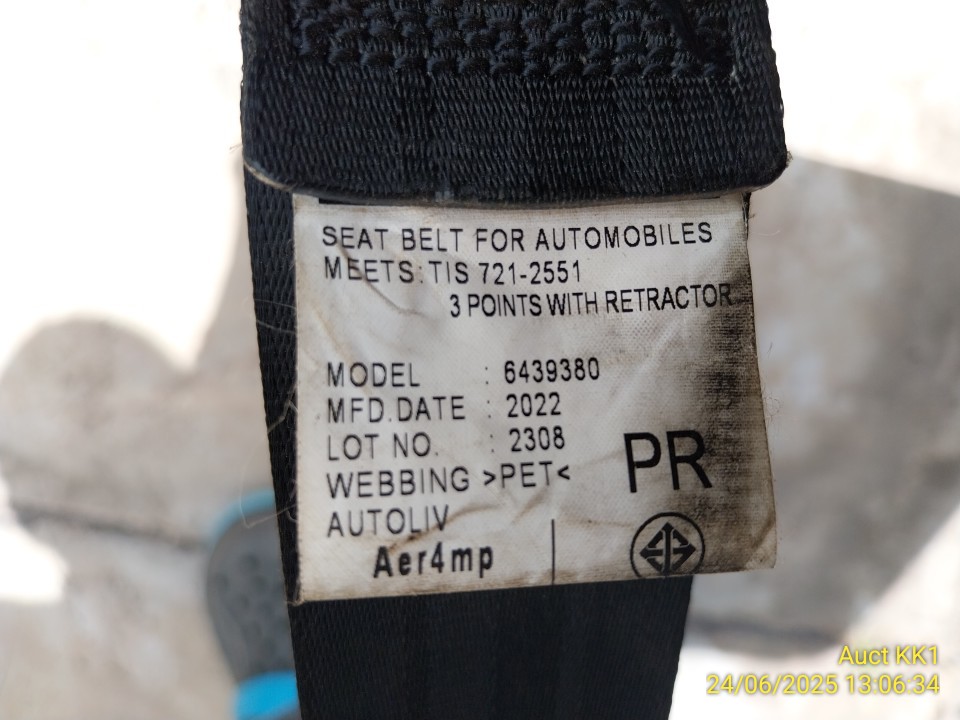 SEAT BELT FOR AUTOMOBILES
MEETS: TIS 721-2551
3 POINTS WITH RETRACTOR
MODEL : 6439380
MFD.DATE : 2022
LOT NO. : 2308
WEBBING >PET<
PR
AUTOLIV
Aer4mp
Auct KK1
24/06/2025 13:06:34